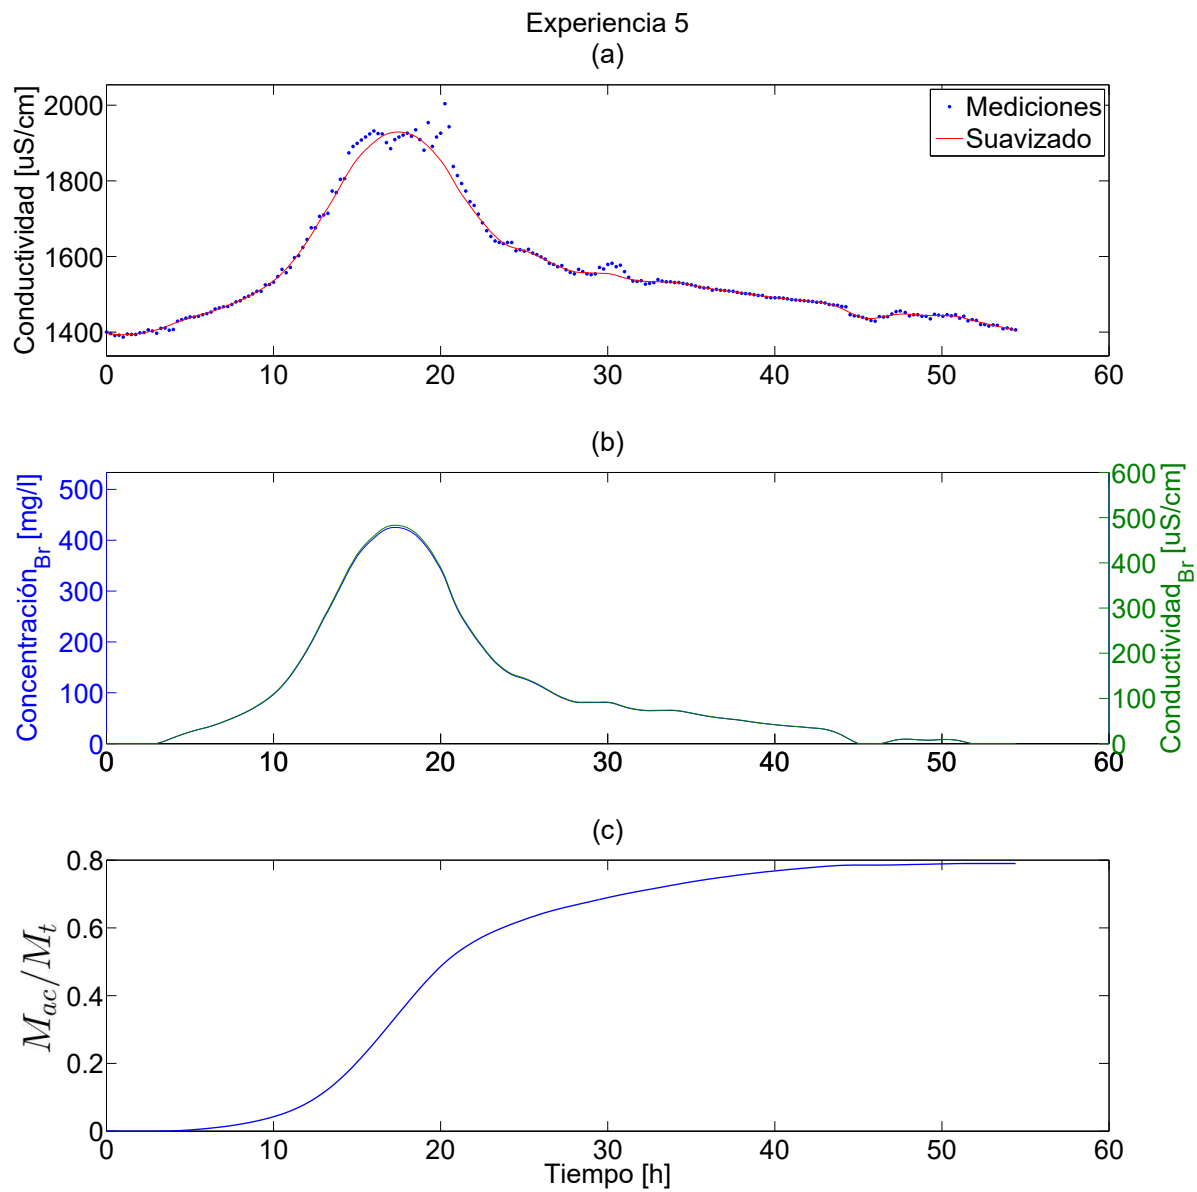 Experiencia 5
(a)
Conductividad [uS/cm]
2000
1800
1600
1400
Mediciones
Suavizado
0 10 20 30 40 50 60
(b)
Concentración_Br [mg/l]
500
400
300
200
100
0
Conductividad_Br [uS/cm]
600
500
400
300
200
100
0
0 10 20 30 40 50 60
(c)
M_ac/M_t
0.8
0.6
0.4
0.2
0
0 10 20 30 40 50 60
Tiempo [h]